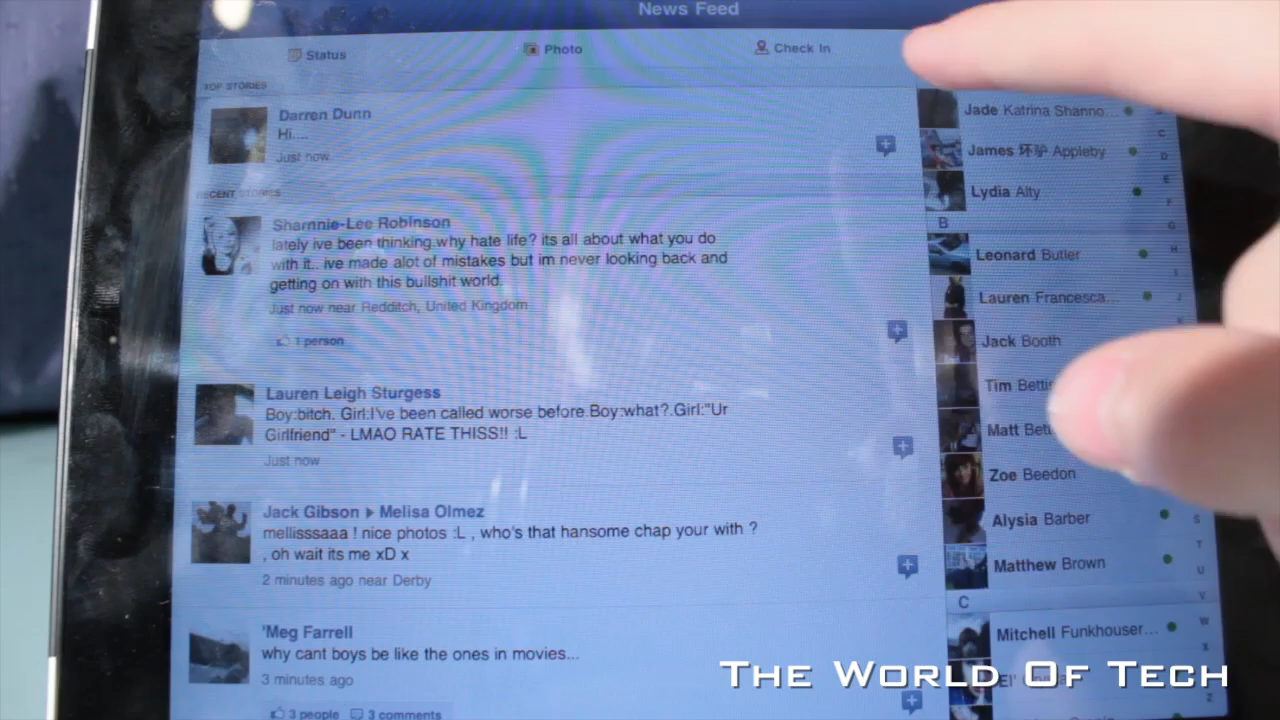 News Feed
Status
Photo
Check In
TOP STORIES
Darren Dunn
Hi....
Just now
RECENT STORIES
Sharnnie-Lee Robinson
lately ive been thinking.why hate life? its all about what you do
with it.. ive made alot of mistakes but im never looking back and
getting on with this bullshit world.
Just now near Redditch, United Kingdom
1 person
Lauren Leigh Sturgess
Boy:bitch. Girl:I've been called worse before Boy:what?.Girl:"Ur
Girlfriend" - LMAO RATE THISS!! :L
Just now
Jack Gibson ▸ Melisa Olmez
mellisssaaa ! nice photos :L , who's that hansome chap your with ?
, oh wait its me xD x
2 minutes ago near Derby
'Meg Farrell
why cant boys be like the ones in movies...
3 minutes ago
3 people 3 comments
Jade Katrina Shanno...
James 环驴 Appleby
Lydia Alty
B
Leonard Butler
Lauren Francesca...
Jack Booth
Tim
Matt
Zoe Beedon
Alysia Barber
Matthew Brown
C
Mitchell Funkhouser...
C
D
E
F
G
H
I
J
S
T
U
V
W
X
Z
THE WORLD OF TECH